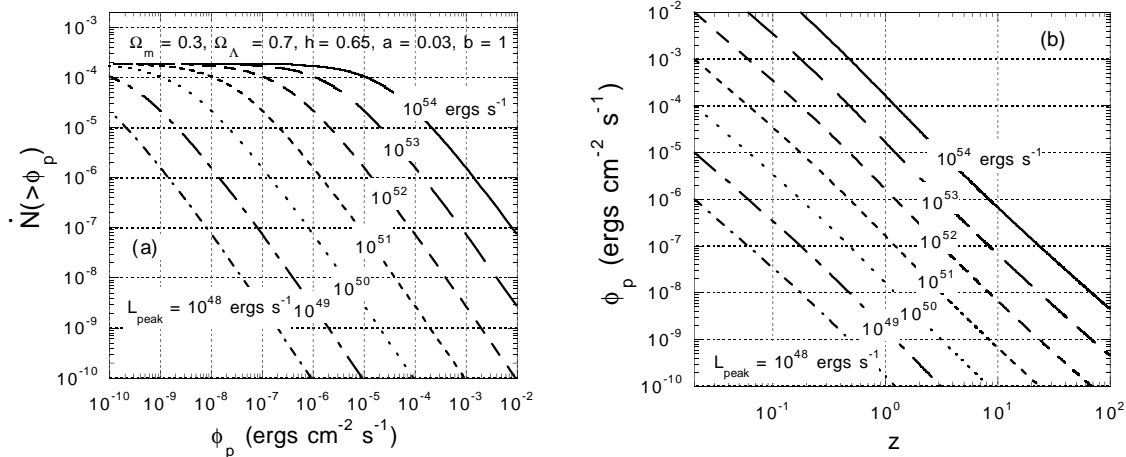 (a)
Ω_m = 0.3, Ω_Λ = 0.7, h = 0.65, a = 0.03, b = 1
10^-3
10^-4
10^-5
10^-6
10^-7
10^-8
10^-9
10^-10
Ṅ(>ϕ_p)
10^54 ergs s^-1
10^53
10^52
10^51
10^50
10^49
L_peak = 10^48 ergs s^-1
10^-10 10^-9 10^-8 10^-7 10^-6 10^-5 10^-4 10^-3 10^-2
ϕ_p (ergs cm^-2 s^-1)
(b)
10^-2
10^-3
10^-4
10^-5
10^-6
10^-7
10^-8
10^-9
10^-10
ϕ_p (ergs cm^-2 s^-1)
10^54 ergs s^-1
10^53
10^52
10^51
10^49 10^50
L_peak = 10^48 ergs s^-1
10^-1 10^0 10^1 10^2
z